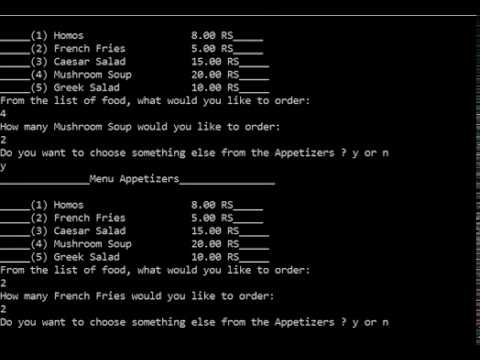 _____(1) Homos                 8.00 RS_____
_____(2) French Fries          5.00 RS_____
_____(3) Caesar Salad          15.00 RS_____
_____(4) Mushroom Soup         20.00 RS_____
_____(5) Greek Salad           10.00 RS_____
From the list of food, what would you like to order:
4
How many Mushroom Soup would you like to order:
2
Do you want to choose something else from the Appetizers ? y or n
y
_______________Menu Appetizers________________
_____(1) Homos                 8.00 RS_____
_____(2) French Fries          5.00 RS_____
_____(3) Caesar Salad          15.00 RS_____
_____(4) Mushroom Soup         20.00 RS_____
_____(5) Greek Salad           10.00 RS_____
From the list of food, what would you like to order:
2
How many French Fries would you like to order:
2
Do you want to choose something else from the Appetizers ? y or n